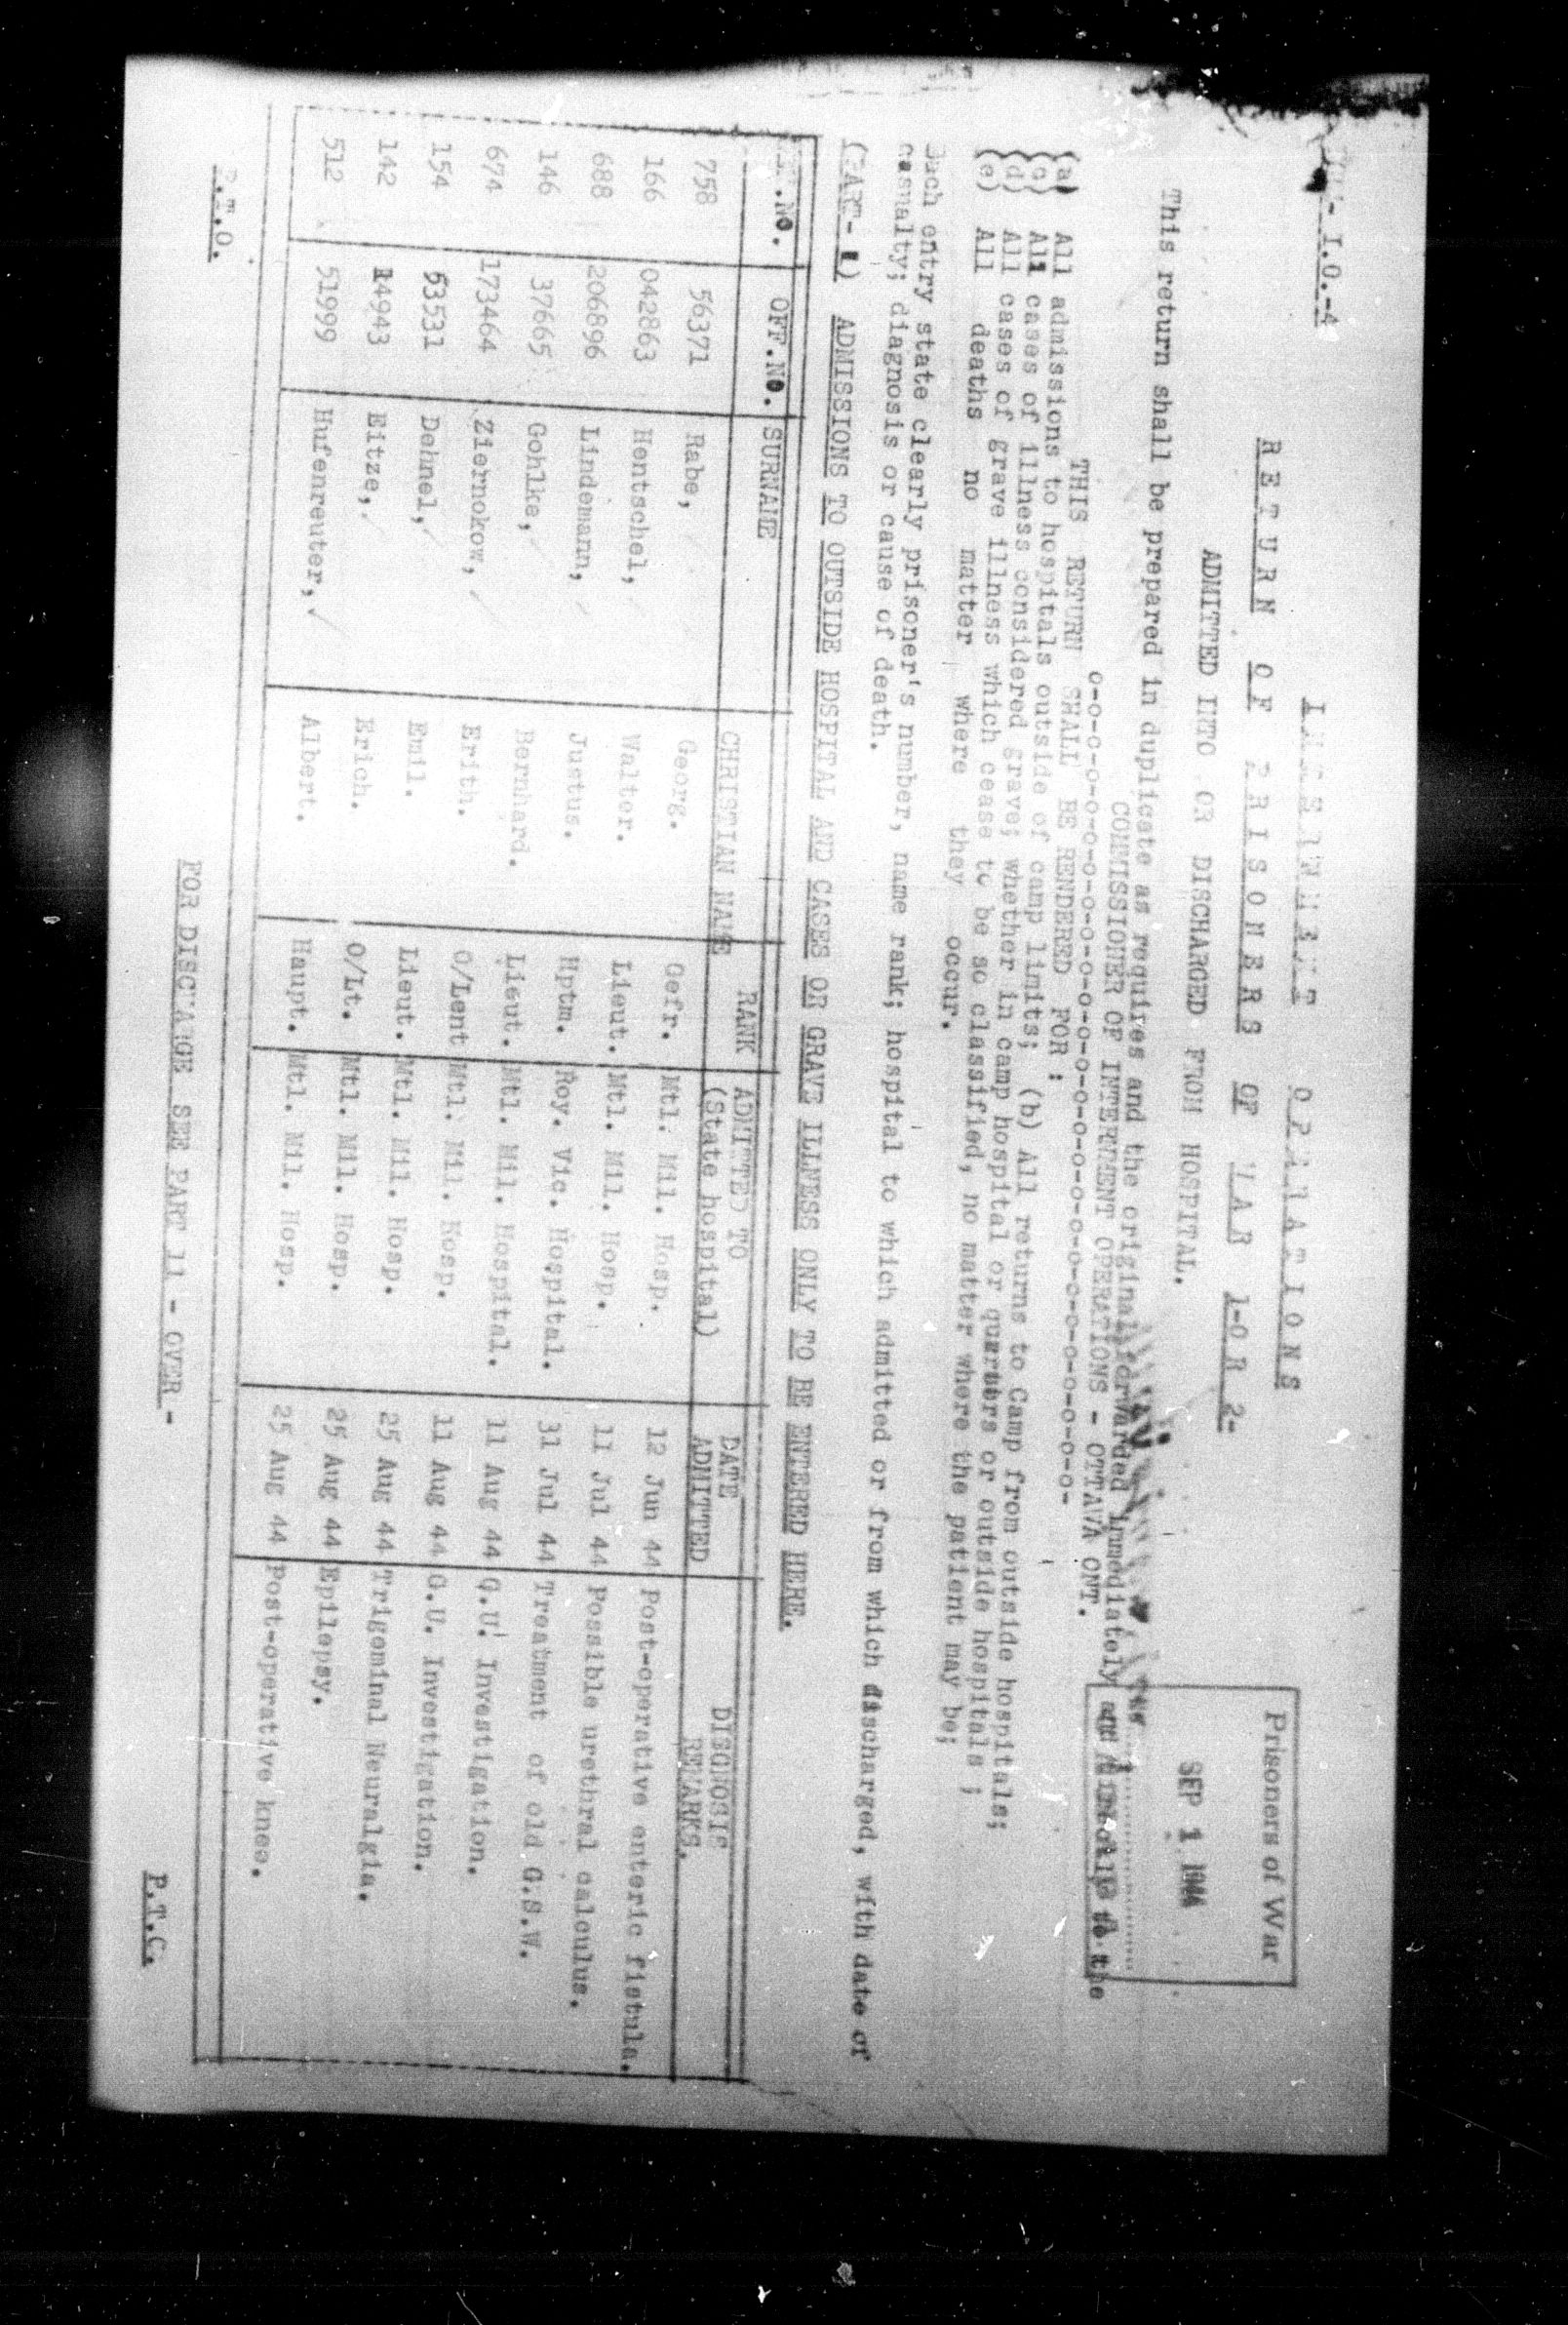 I.O.-4
INTERNMENT OPERATIONS
RETURN OF PRISONERS OF WAR 1-OR 2-
ADMITTED INTO OR DISCHARGED FROM HOSPITAL.
Prisoners of War
SEP 1 1944
This return shall be prepared in duplicate as requires and the original forwarded immediately and directly to the
COMMISSIONER OF INTERNMENT OPERATIONS - OTTAWA ONT.
o-o-o-o-o-o-o-o-o-o-o-o-o-o-o-o-o-o-o-o-o-o-o-o-o-o-o-
THIS RETURN SHALL BE RENDERED FOR :
(a) All admissions to hospitals outside of camp limits; (b) All returns to Camp from outside hospitals;
(c) All cases of illness considered grave; whether in camp hospital or quarters or outside hospitals ;
(d) All cases of grave illness which cease to be so classified, no matter where the patient may be;
(e) All deaths no matter where they occur.
Each entry state clearly prisoner's number, name rank; hospital to which admitted or from which discharged, with date of
casualty; diagnosis or cause of death.
(PART- 1) ADMISSIONS TO OUTSIDE HOSPITAL AND CASES OR GRAVE ILLNESS ONLY TO BE ENTERED HERE.
NO. OFF.NO. SURNAME CHRISTIAN NAME RANK ADMITTED TO (State hospital) DATE ADMITTED DIGNOSIS REMARKS.
758 56371 Rabe, Georg. Gefr. Mtl. Mil. Hosp. 12 Jun 44 Post-operative enteric fistula.
166 042863 Hentschel, Walter. Lieut. Mtl. Mil. Hosp. 11 Jul 44 Possible urethral calculus.
688 206896 Lindemann, Justus. Hptm. Roy. Vic. Hospital. 31 Jul 44 Treatment of old G.S.W.
146 37665 Gohlke, Bernhard. Lieut. Mtl. Mil. Hospital. 11 Aug 44 G.U. Investigation.
674 173464 Ziernokow, Erith. O/Lent Mtl. Mil. Hosp. 11 Aug 44 G.U. Investigation.
154 53531 Dehnel, Emil. Lieut. Mtl. Mil. Hosp. 25 Aug 44 Trigeminal Neuralgia.
142 14943 Eitze, Erich. O/Lt. Mtl. Mil. Hosp. 25 Aug 44 Epilepsy.
512 51999 Hufenreuter, Albert. Haupt. Mtl. Mil. Hosp. 25 Aug 44 Post-operative knee.
P.T.O.
FOR DISCHARGE SEE PART 11 - OVER -
P.T.C.